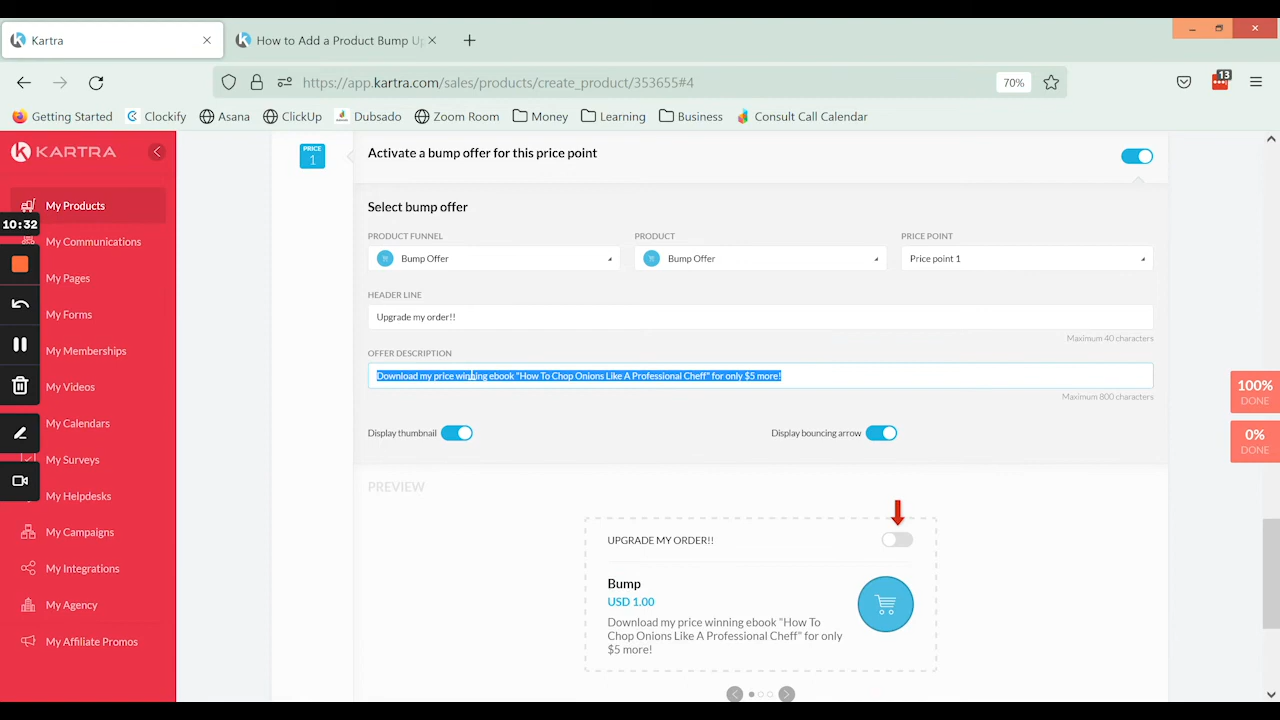 Kartra
How to Add a Product Bump Up
https://app.kartra.com/sales/products/create_product/353655#4
70%
13
Getting Started
Clockify
Asana
ClickUp
Dubsado
Zoom Room
Money
Learning
Business
Consult Call Calendar
KARTRA
My Products
10:32
My Communications
My Pages
My Forms
My Memberships
My Videos
My Calendars
My Surveys
My Helpdesks
My Campaigns
My Integrations
My Agency
My Affiliate Promos
PRICE
1
Activate a bump offer for this price point
Select bump offer
PRODUCT FUNNEL
PRODUCT
PRICE POINT
Bump Offer
Bump Offer
Price point 1
HEADER LINE
Upgrade my order!!
Maximum 40 characters
OFFER DESCRIPTION
Download my price winning ebook "How To Chop Onions Like A Professional Cheff" for only $5 more!
Maximum 800 characters
Display thumbnail
Display bouncing arrow
PREVIEW
UPGRADE MY ORDER!!
Bump
USD 1.00
Download my price winning ebook "How To
Chop Onions Like A Professional Cheff" for only
$5 more!
100%
DONE
0%
DONE